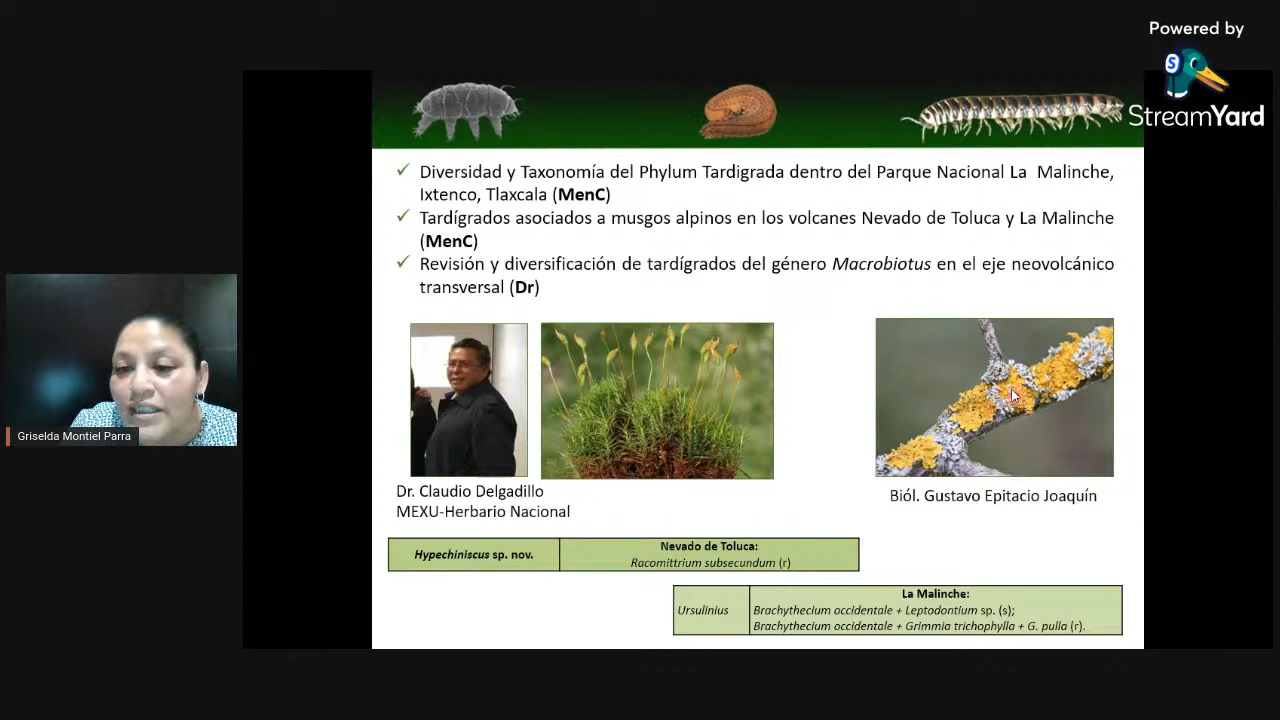 Powered by
S
StreamYard
Diversidad y Taxonomía del Phylum Tardigrada dentro del Parque Nacional La Malinche,
Ixtenco, Tlaxcala (MenC)
Tardígrados asociados a musgos alpinos en los volcanes Nevado de Toluca y La Malinche
(MenC)
Revisión y diversificación de tardígrados del género Macrobiotus en el eje neovolcánico
transversal (Dr)
Griselda Montiel Parra
Dr. Claudio Delgadillo
MEXU-Herbario Nacional
Biól. Gustavo Epitacio Joaquín
Hypechiniscus sp. nov.
Nevado de Toluca:
Racomittrium subsecundum (r)
Ursulinius
La Malinche:
Brachythecium occidentale + Leptodontium sp. (s);
Brachythecium occidentale + Grimmia trichophylla + G. pulla (r).